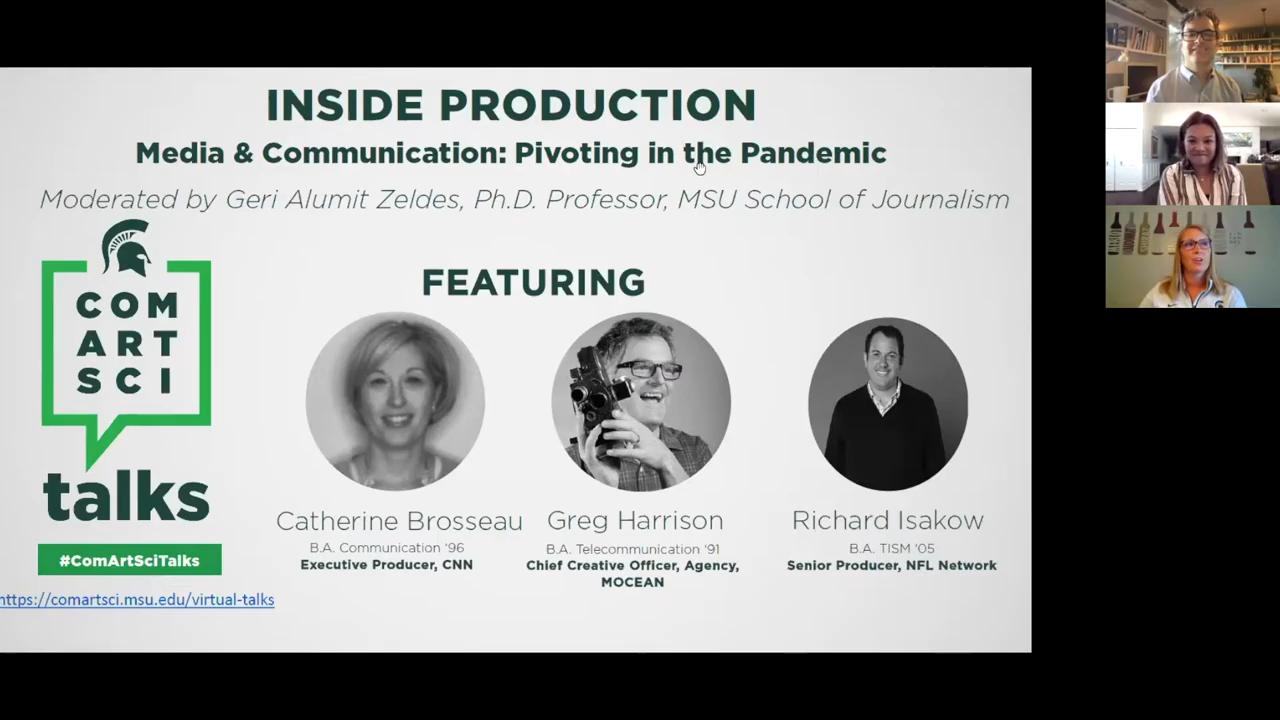 INSIDE PRODUCTION
Media & Communication: Pivoting in the Pandemic
Moderated by Geri Alumit Zeldes, Ph.D. Professor, MSU School of Journalism
COM
ART
SCI
talks
#ComArtSciTalks
https://comartsci.msu.edu/virtual-talks
FEATURING
Catherine Brosseau
B.A. Communication ‘96
Executive Producer, CNN
Greg Harrison
B.A. Telecommunication ‘91
Chief Creative Officer, Agency,
MOCEAN
Richard Isakow
B.A. TISM ‘05
Senior Producer, NFL Network